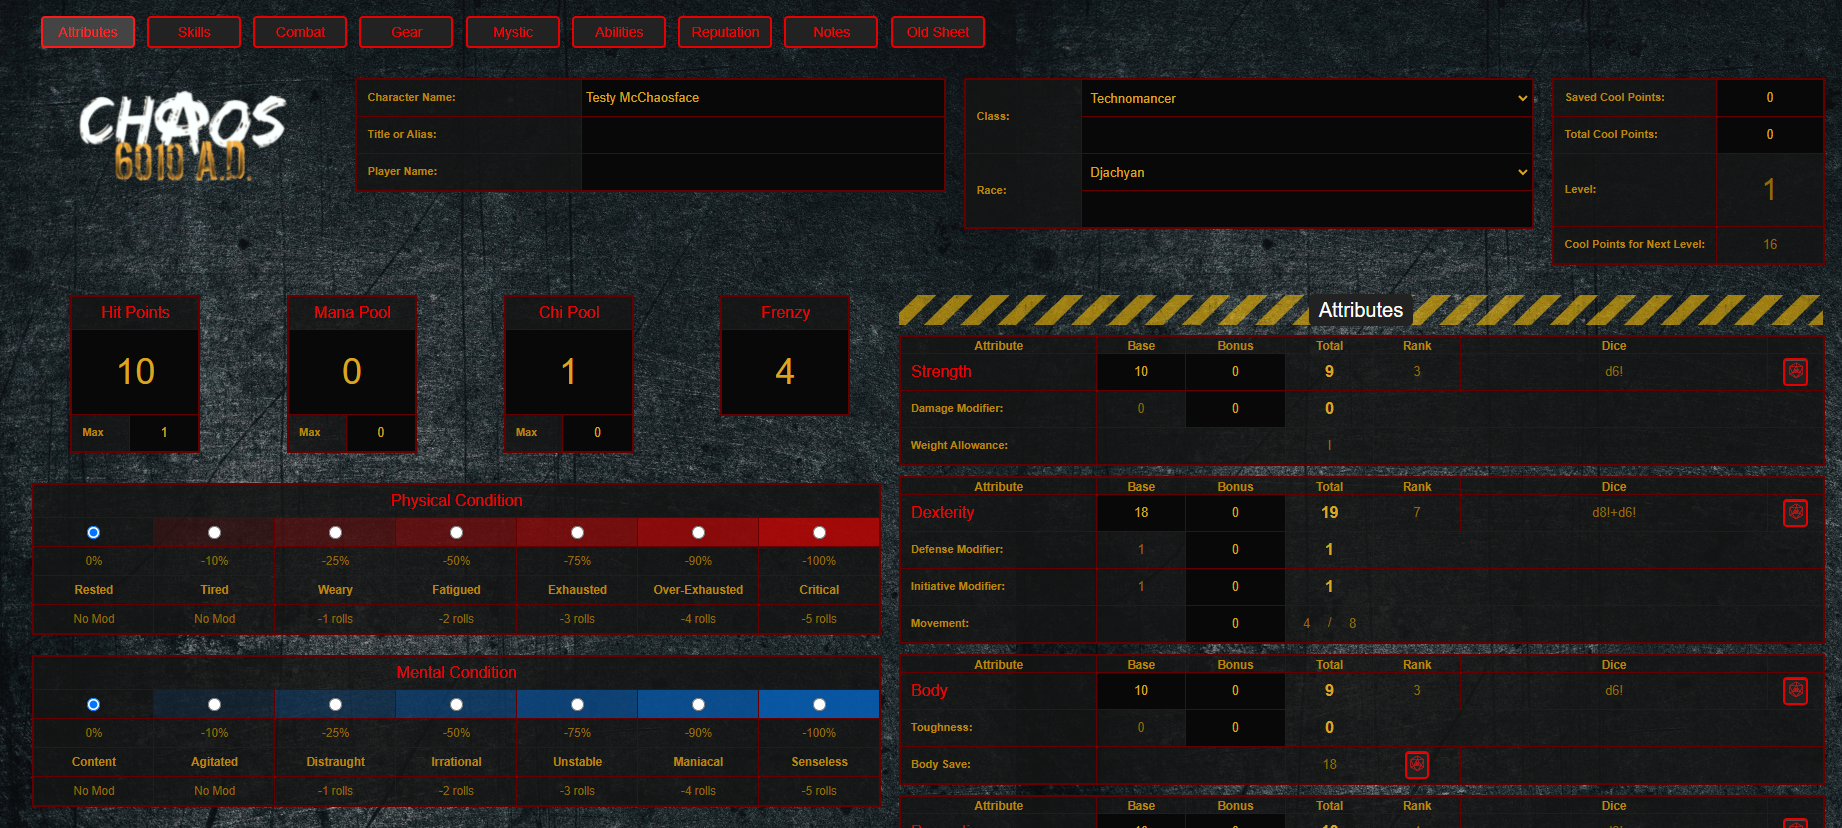 Attributes Skills Combat Gear Mystic Abilities Reputation Notes Old Sheet
CHAOS
6010 A.D.
Character Name: Testy McChaosface
Title or Alias:
Player Name:
Class: Technomancer
Race: Djachyan
Saved Cool Points: 0
Total Cool Points: 0
Level: 1
Cool Points for Next Level: 16
Hit Points Mana Pool Chi Pool Frenzy
10 0 1 4
Max 1 Max 0 Max 0
Physical Condition
0% -10% -25% -50% -75% -90% -100%
Rested Tired Weary Fatigued Exhausted Over-Exhausted Critical
No Mod No Mod -1 rolls -2 rolls -3 rolls -4 rolls -5 rolls
Mental Condition
0% -10% -25% -50% -75% -90% -100%
Content Agitated Distraught Irrational Unstable Maniacal Senseless
No Mod No Mod -1 rolls -2 rolls -3 rolls -4 rolls -5 rolls
Attributes
Attribute Base Bonus Total Rank Dice
Strength 10 0 9 3 d6!
Damage Modifier: 0 0 0
Weight Allowance: l
Attribute Base Bonus Total Rank Dice
Dexterity 18 0 19 7 d8!+d6!
Defense Modifier: 1 0 1
Initiative Modifier: 1 0 1
Movement: 0 4 / 8
Attribute Base Bonus Total Rank Dice
Body 10 0 9 3 d6!
Toughness: 0 0 0
Body Save: 18
Attribute Base Bonus Total Rank Dice